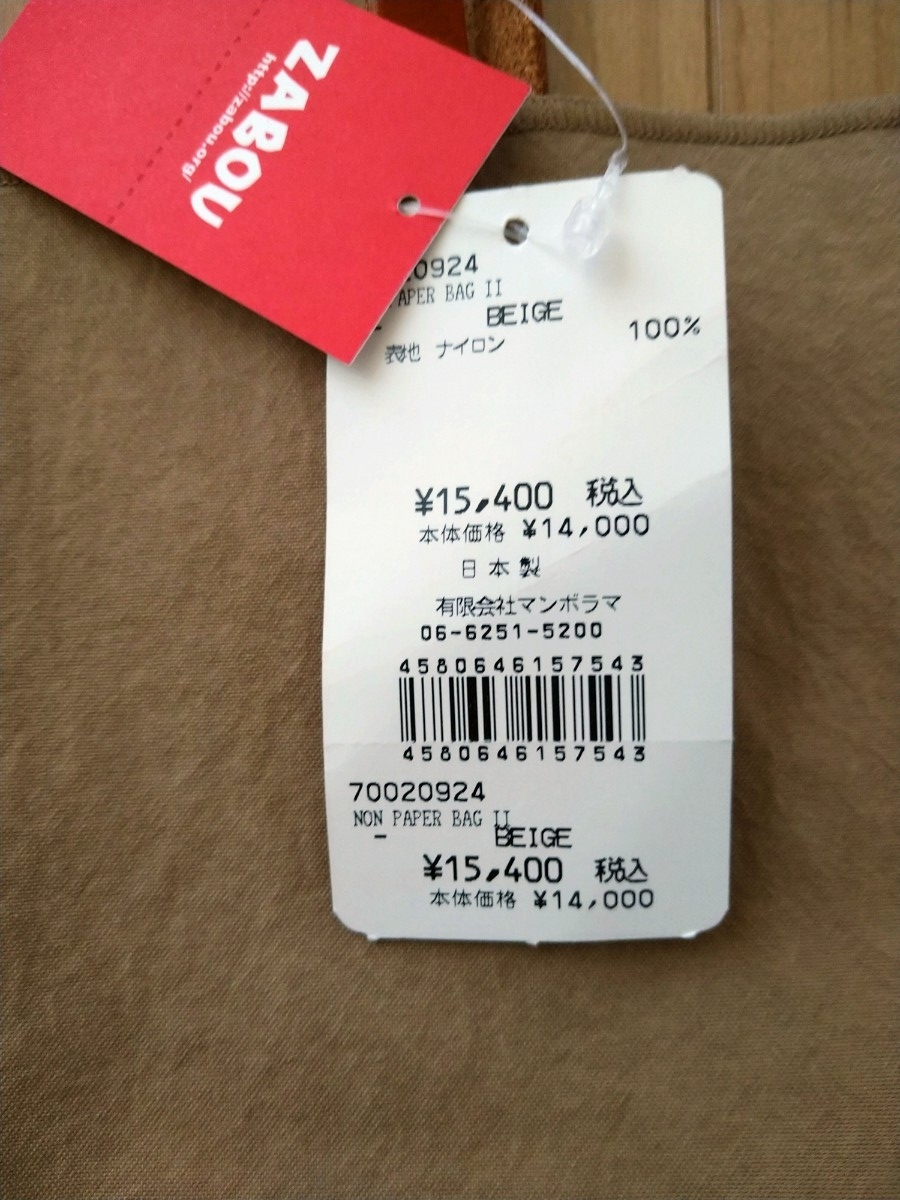 ZABOU
http://zabou.org/
0924
APER BAG II
- BEIGE
表地 ナイロン 100%
¥15,400 税込
本体価格 ¥14,000
日本製
有限会社マンボラマ
06-6251-5200
4580646157543
4580646157543
70020924
NON PAPER BAG II
- BEIGE
¥15,400 税込
本体価格 ¥14,000